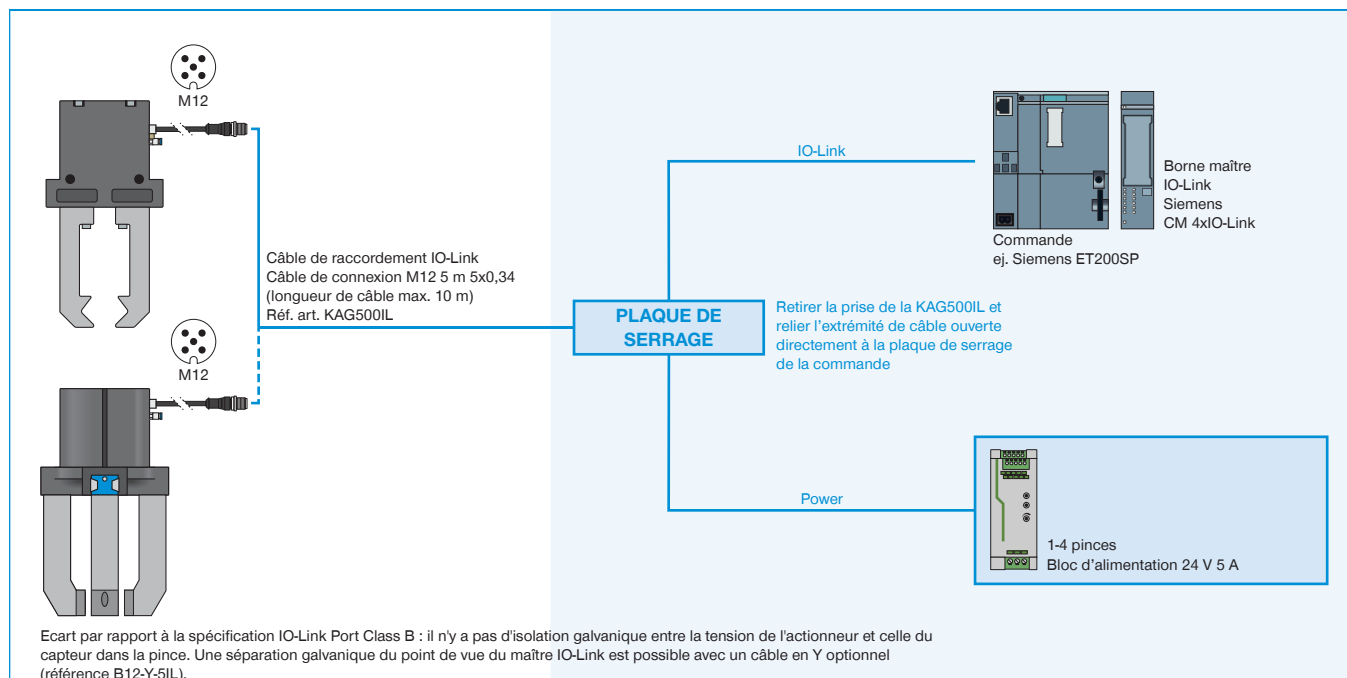 M12
Câble de raccordement IO-Link
Câble de connexion M12 5 m 5x0,34
(longueur de câble max. 10 m)
Réf. art. KAG500IL
M12
IO-Link
PLAQUE DE
SERRAGE
Retirer la prise de la KAG500IL et
relier l'extrémité de câble ouverte
directement à la plaque de serrage
de la commande
Commande
ej. Siemens ET200SP
Borne maître
IO-Link
Siemens
CM 4xIO-Link
Power
1-4 pinces
Bloc d'alimentation 24 V 5 A
Ecart par rapport à la spécification IO-Link Port Class B : il n'y a pas d'isolation galvanique entre la tension de l'actionneur et celle du
capteur dans la pince. Une séparation galvanique du point de vue du maître IO-Link est possible avec un câble en Y optionnel
(référence B12-Y-5IL).